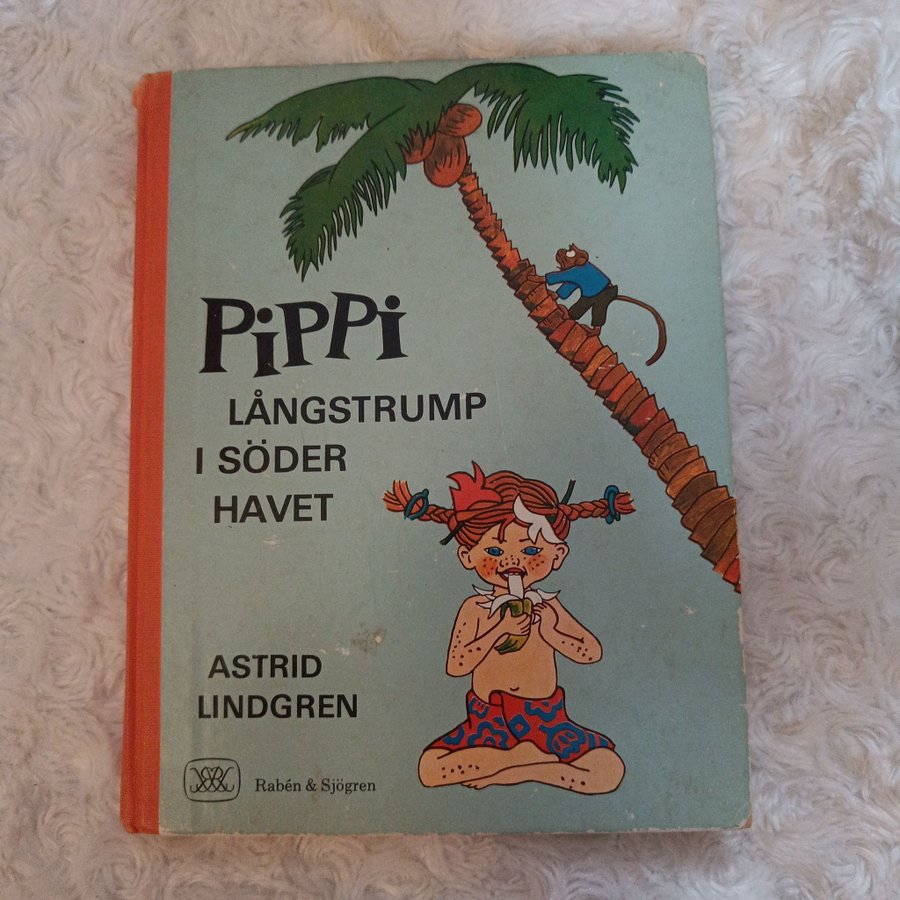 PiPPi
LÅNGSTRUMP
I SÖDER
HAVET
ASTRID
LINDGREN
Rabén & Sjögren